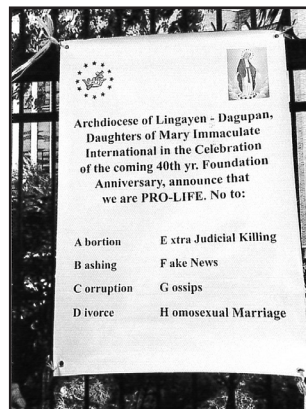 Archdiocese of Lingayen - Dagupan,
Daughters of Mary Immaculate
International in the Celebration
of the coming 40th yr. Foundation
Anniversary, announce that
we are PRO-LIFE. No to:
A bortion
B ashing
C orruption
D ivorce
E xtra Judicial Killing
F ake News
G ossips
H omosexual Marriage